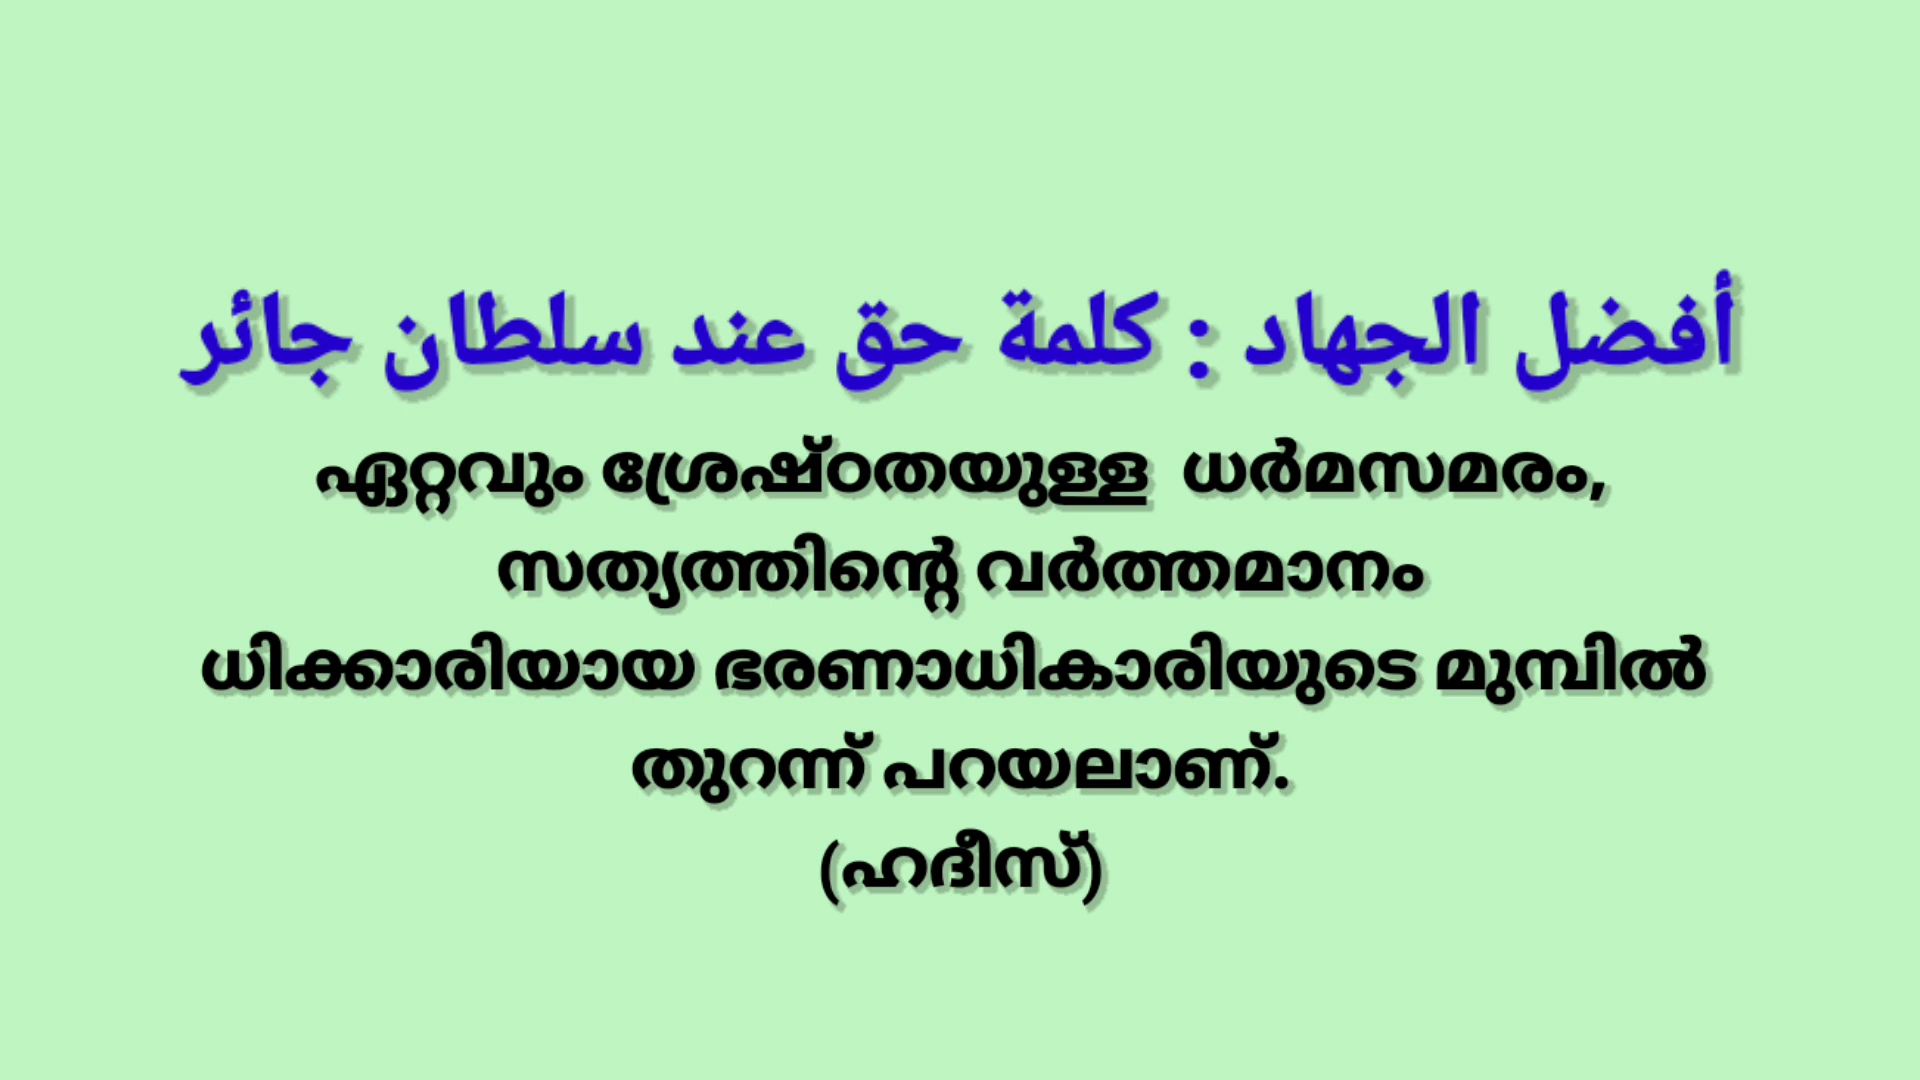 أفضل الجهاد : كلمة حق عند سلطان جائر
ഏറ്റവും ശ്രേഷ്ഠതയുള്ള ധർമസമരം,
സത്യത്തിന്റെ വർത്തമാനം
ധിക്കാരിയായ ഭരണാധികാരിയുടെ മുമ്പിൽ
തുറന്ന് പറയലാണ്.
(ഹദീസ്)